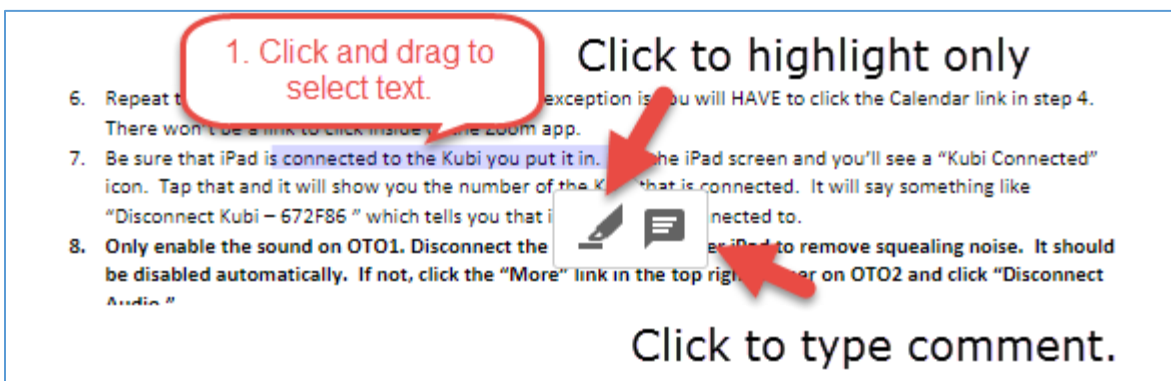 1. Click and drag to
select text.
Click to highlight only
6. Repeat exception is you will HAVE to click the Calendar link in step 4.
There won't be a link to click inside the Zoom app.
7. Be sure that iPad is connected to the Kubi you put it in. the iPad screen and you'll see a “Kubi Connected”
icon. Tap that and it will show you the number of the that is connected. It will say something like
“Disconnect Kubi – 672F86 ” which tells you that connected to.
8. Only enable the sound on OTO1. Disconnect the iPad to remove squealing noise. It should
be disabled automatically. If not, click the “More” link in the top right on OTO2 and click “Disconnect
Audio.”
Click to type comment.